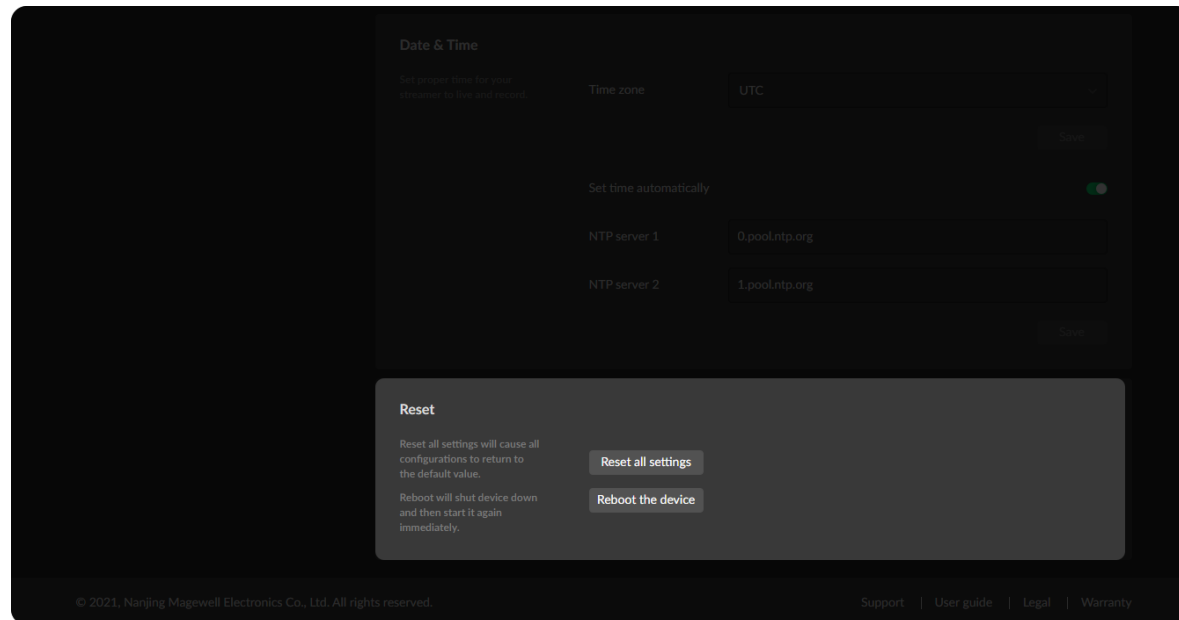 Date & Time
Set proper time for your
streamer to live and record.
Time zone
UTC
Save
Set time automatically
NTP server 1
0.pool.ntp.org
NTP server 2
1.pool.ntp.org
Save
Reset
Reset all settings will cause all
configurations to return to
the default value.
Reset all settings
Reboot will shut device down
and then start it again
immediately.
Reboot the device
© 2021, Nanjing Magewell Electronics Co., Ltd. All rights reserved.
Support | User guide | Legal | Warranty